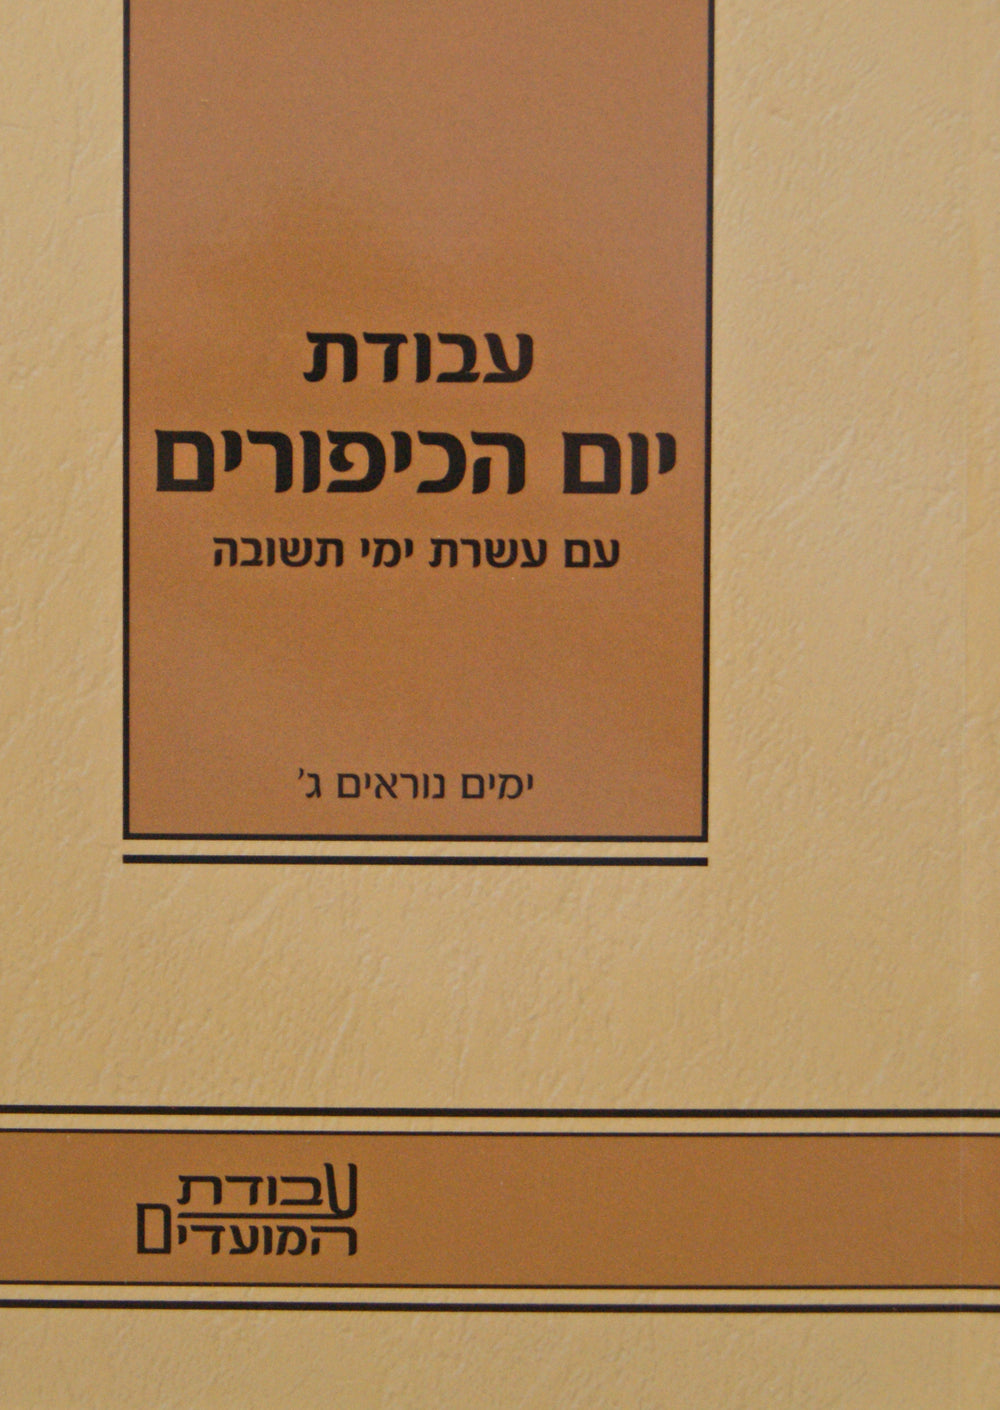 עבודת
יום הכיפורים
עם עשרת ימי תשובה
ימים נוראים ג'
עבודת
המועדים